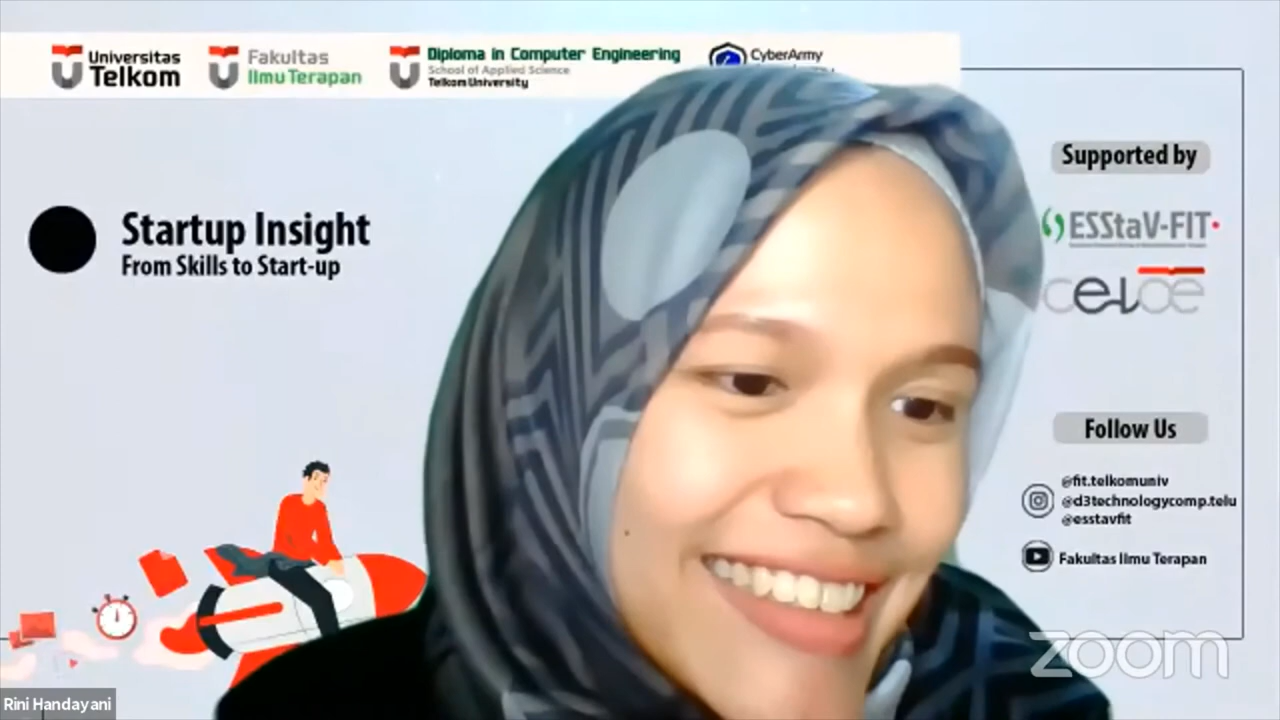 Universitas
Telkom
Fakultas
Ilmu Terapan
Diploma in Computer Engineering
School of Applied Science
Telkom University
CyberArmy
Startup Insight
From Skills to Start-up
Supported by
ESStaV-FIT
celoe
Follow Us
@fit.telkomuniv
@d3technologycomp.telu
@esstavfit
Fakultas Ilmu Terapan
zoom
Rini Handayani